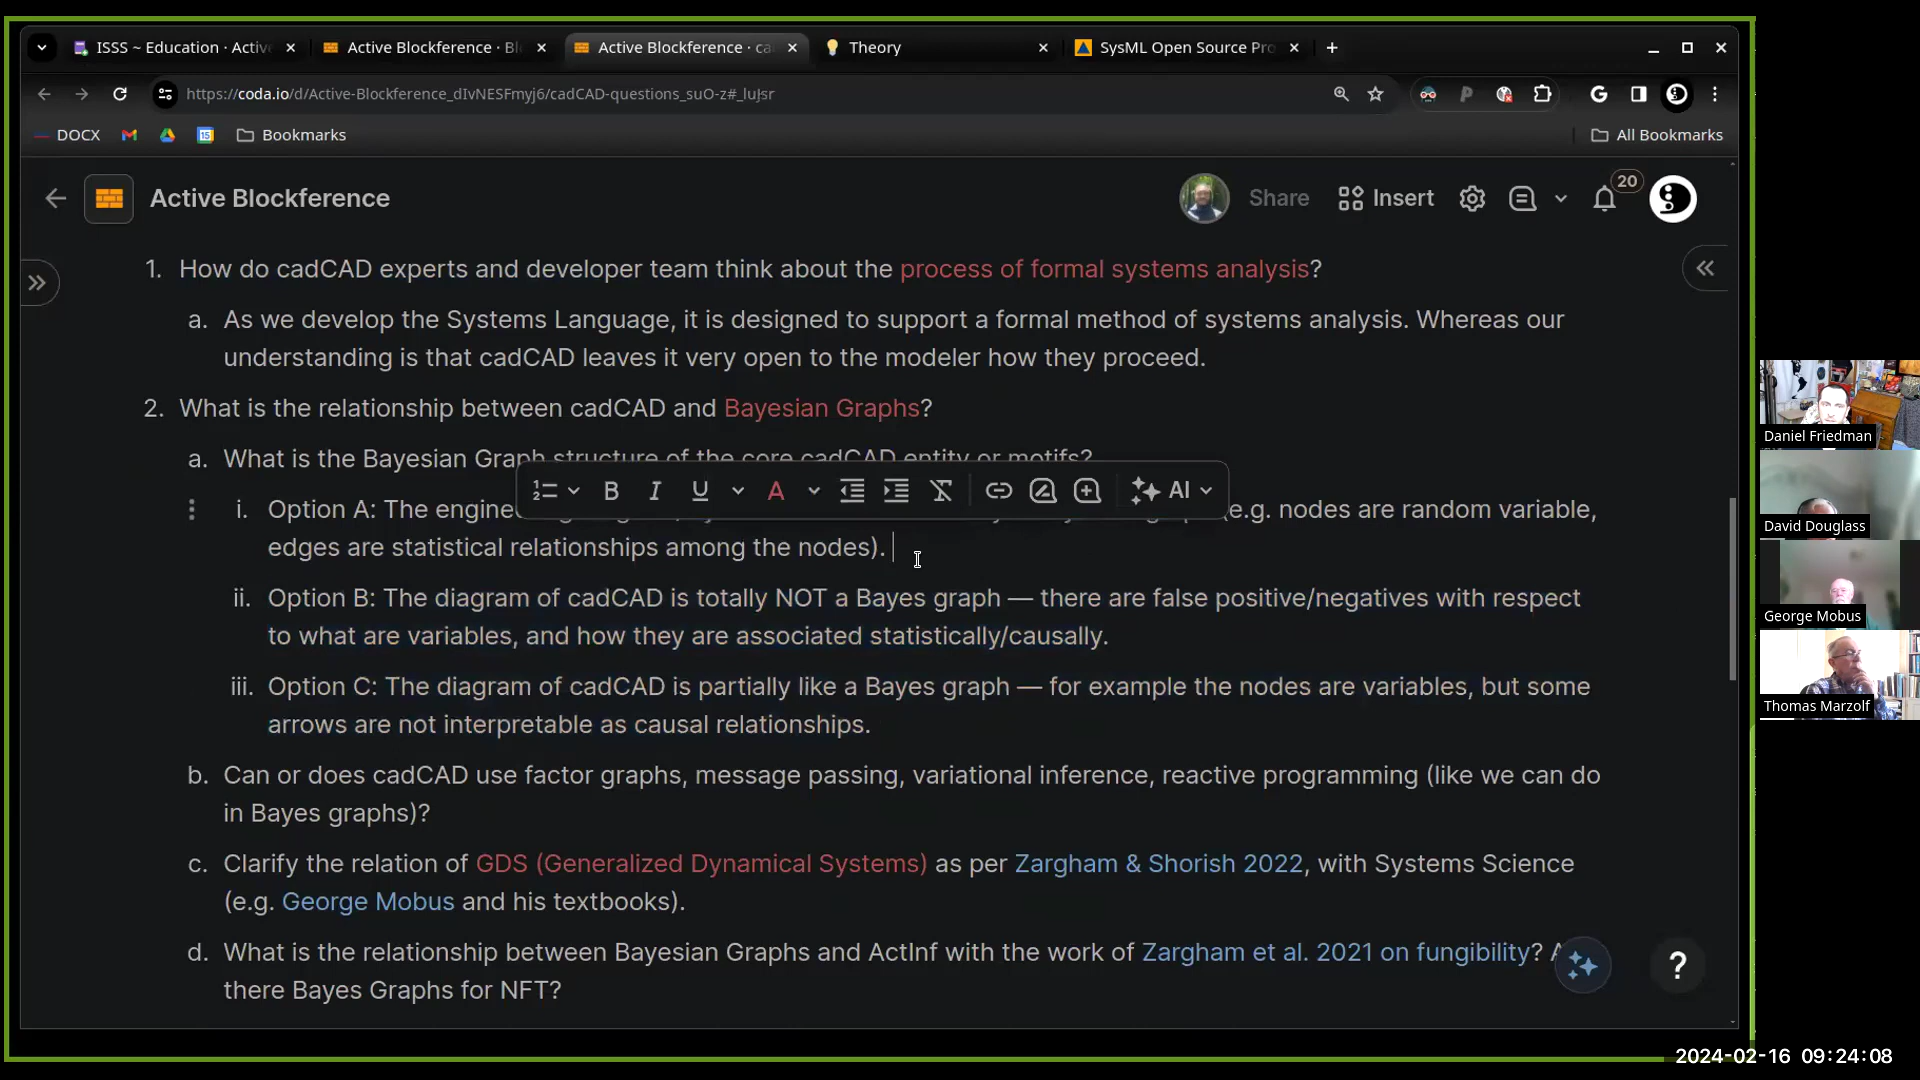 ISSS ~ Education · Active
Active Blockference · Bl
Active Blockference · ca
Theory
SysML Open Source Pro
https://coda.io/d/Active-Blockference_dIvNESFmyj6/cadCAD-questions_suO-z#_luJsr
DOCX
Bookmarks
All Bookmarks
Active Blockference
Share
Insert
20
1. How do cadCAD experts and developer team think about the process of formal systems analysis?
a. As we develop the Systems Language, it is designed to support a formal method of systems analysis. Whereas our
understanding is that cadCAD leaves it very open to the modeler how they proceed.
2. What is the relationship between cadCAD and Bayesian Graphs?
a. What is the Bayesian Graph structure of the core cadCAD entity or motifs?
B I U A AI
i. Option A: The engine (e.g. nodes are random variable,
edges are statistical relationships among the nodes).
ii. Option B: The diagram of cadCAD is totally NOT a Bayes graph — there are false positive/negatives with respect
to what are variables, and how they are associated statistically/causally.
iii. Option C: The diagram of cadCAD is partially like a Bayes graph — for example the nodes are variables, but some
arrows are not interpretable as causal relationships.
b. Can or does cadCAD use factor graphs, message passing, variational inference, reactive programming (like we can do
in Bayes graphs)?
c. Clarify the relation of GDS (Generalized Dynamical Systems) as per Zargham & Shorish 2022, with Systems Science
(e.g. George Mobus and his textbooks).
d. What is the relationship between Bayesian Graphs and ActInf with the work of Zargham et al. 2021 on fungibility? A
there Bayes Graphs for NFT?
?
Daniel Friedman
David Douglass
George Mobus
Thomas Marzolf
2024-02-16 09:24:08